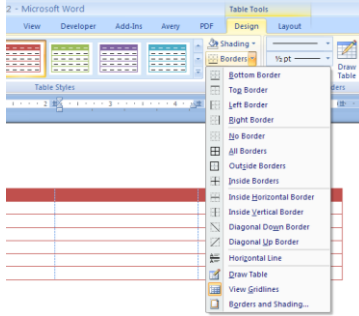 2 - Microsoft Word
Table Tools
View Developer Add-Ins Avery PDF Design Layout
Shading
Borders
½ pt
Draw
Table
Table Styles
Bottom Border
Top Border
Left Border
Right Border
No Border
All Borders
Outside Borders
Inside Borders
Inside Horizontal Border
Inside Vertical Border
Diagonal Down Border
Diagonal Up Border
Horizontal Line
Draw Table
View Gridlines
Borders and Shading...